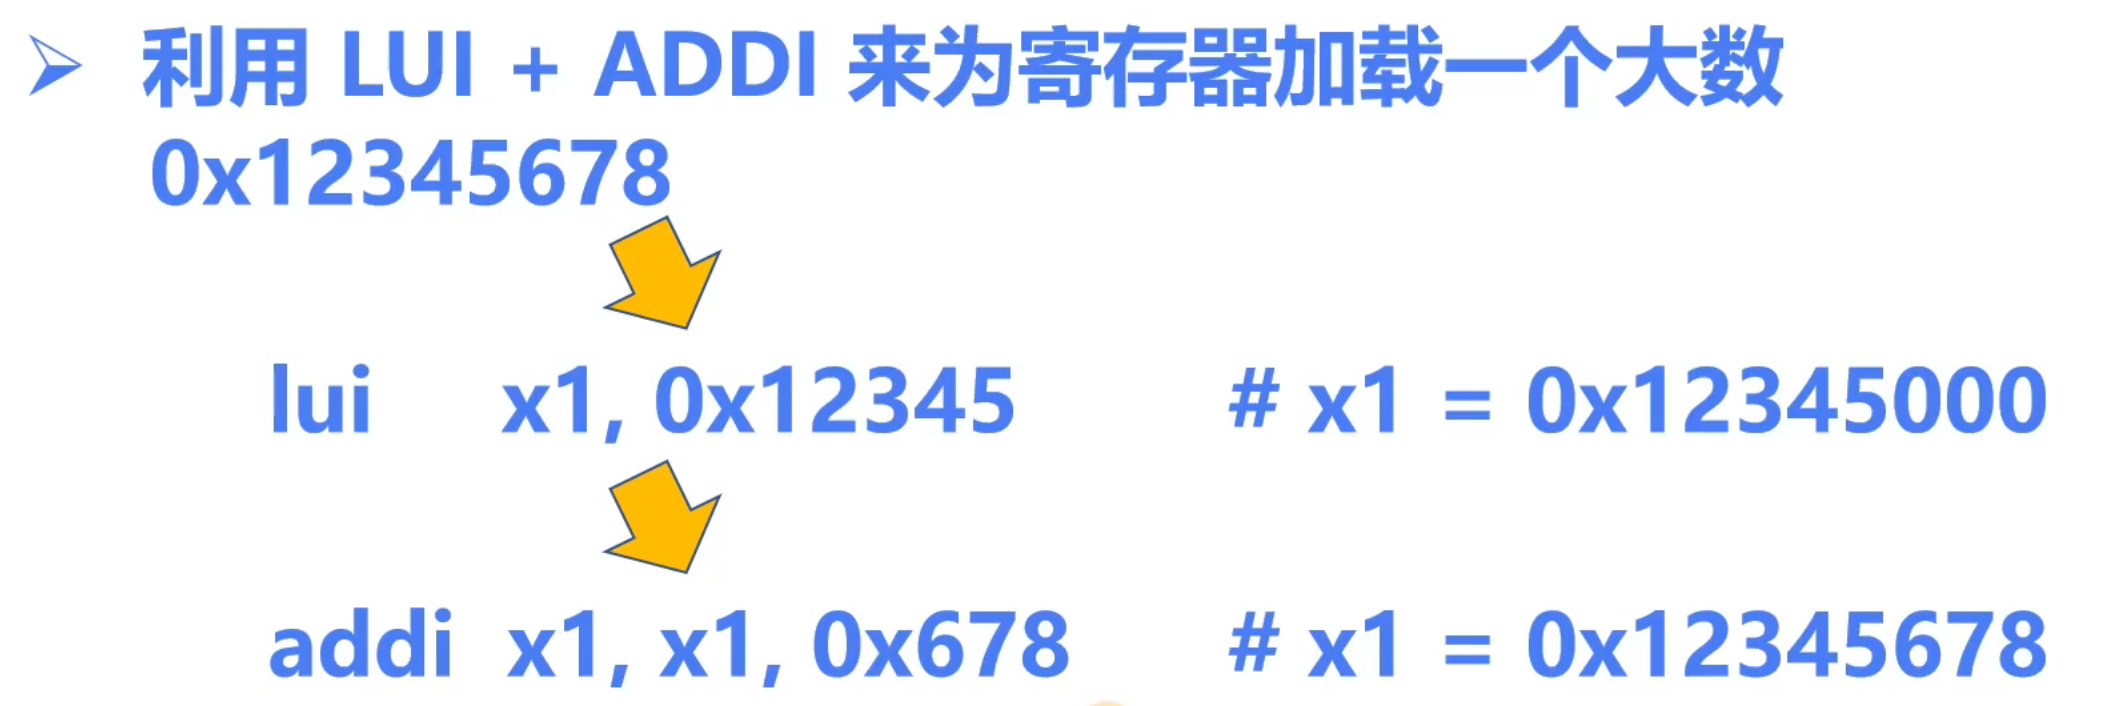 利用 LUI + ADDI 来为寄存器加载一个大数
0x12345678
lui x1, 0x12345 # x1 = 0x12345000
addi x1, x1, 0x678 # x1 = 0x12345678